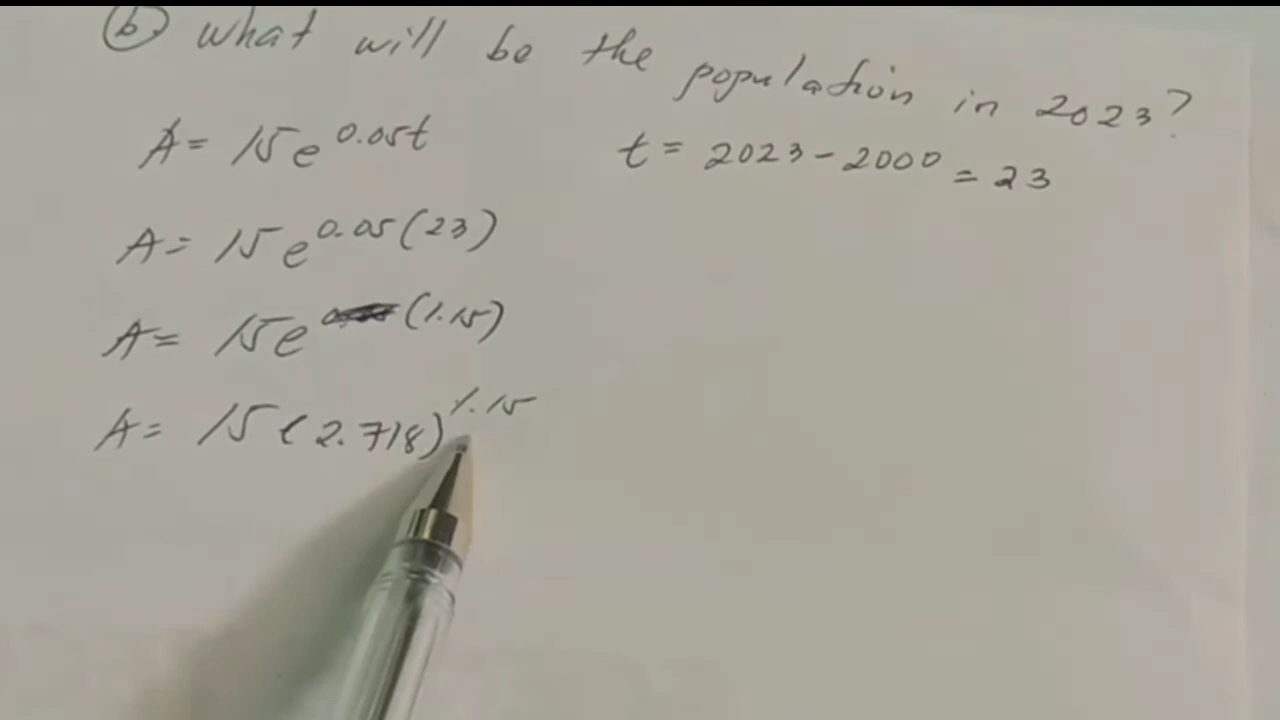 (b) What will be the population in 2023?
A = 15e^0.05t
t = 2023 - 2000 = 23
A = 15e^0.05(23)
A = 15e^(1.15)
A = 15(2.718)^1.15